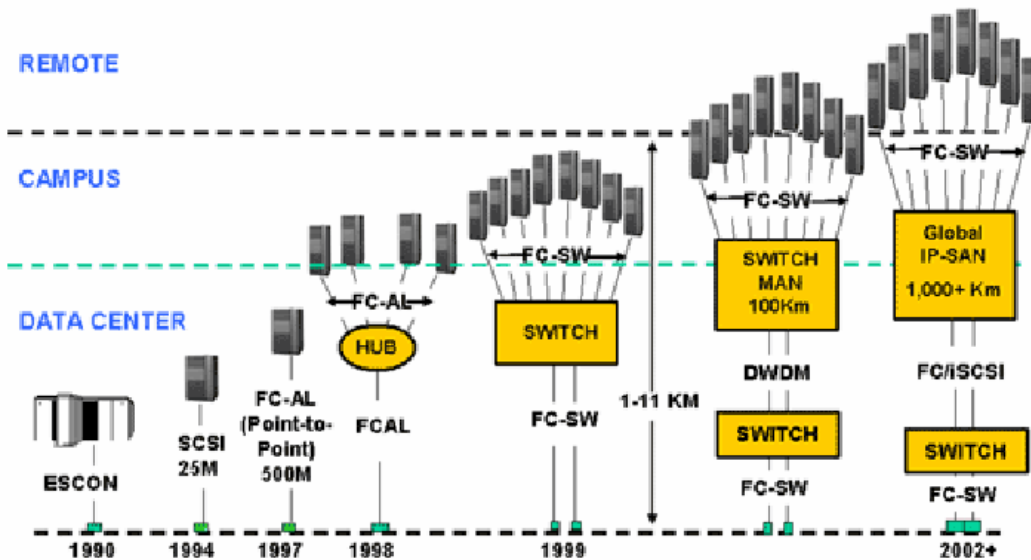 REMOTE
CAMPUS
DATA CENTER
ESCON
SCSI
25M
FC-AL
(Point-to-
Point)
500M
FC-AL
HUB
FCAL
FC-SW
SWITCH
FC-SW
1-11 KM
FC-SW
SWITCH
MAN
100Km
DWDM
SWITCH
FC-SW
FC-SW
Global
IP-SAN
1,000+ Km
FC/iSCSI
SWITCH
FC-SW
1990
1994
1997
1998
1999
2002+